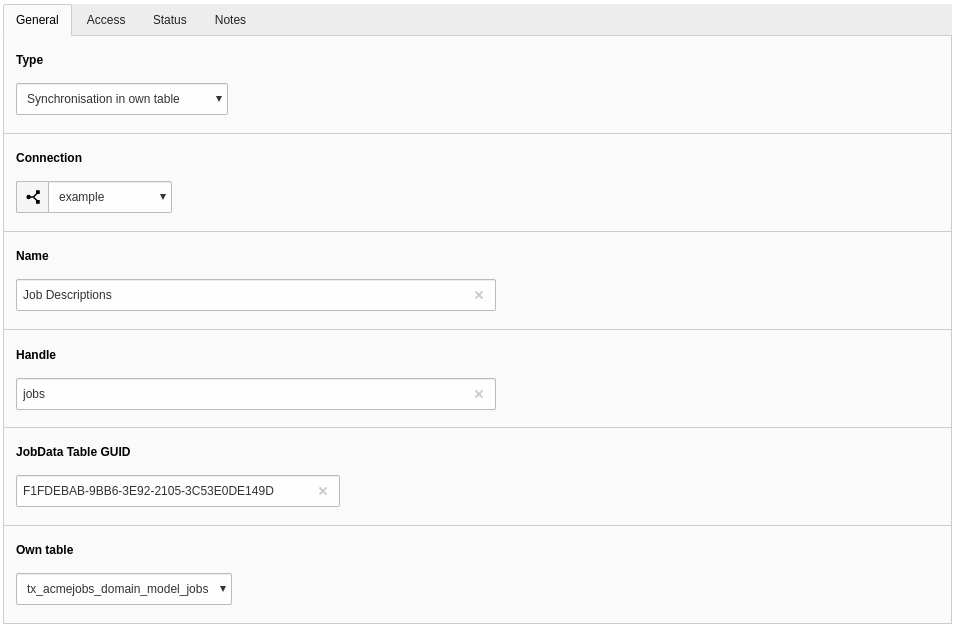 General Access Status Notes
Type
Synchronisation in own table
Connection
example
Name
Job Descriptions
Handle
jobs
JobData Table GUID
F1FDEBAB-9BB6-3E92-2105-3C53E0DE149D
Own table
tx_acmejobs_domain_model_jobs